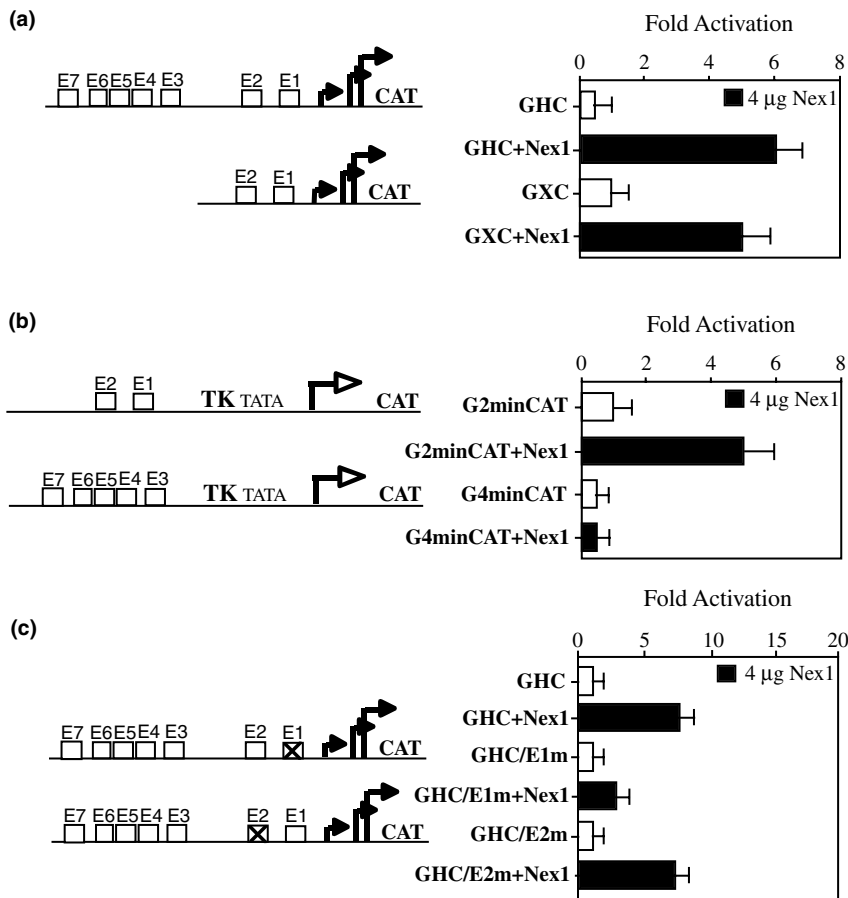 (a)
Fold Activation
0 2 4 6 8
E7 E6 E5 E4 E3 E2 E1
CAT
E2 E1
CAT
4 µg Nex1
GHC
GHC+Nex1
GXC
GXC+Nex1
(b)
Fold Activation
0 2 4 6 8
E2 E1
TK TATA CAT
E7 E6 E5 E4 E3
TK TATA CAT
4 µg Nex1
G2minCAT
G2minCAT+Nex1
G4minCAT
G4minCAT+Nex1
(c)
Fold Activation
0 5 10 15 20
E7 E6 E5 E4 E3 E2 E1
CAT
E7 E6 E5 E4 E3 E2 E1
CAT
4 µg Nex1
GHC
GHC+Nex1
GHC/E1m
GHC/E1m+Nex1
GHC/E2m
GHC/E2m+Nex1